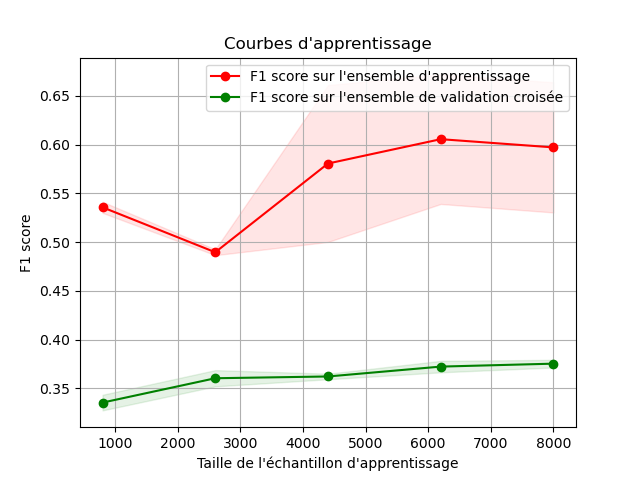 Courbes d'apprentissage
F1 score sur l'ensemble d'apprentissage
F1 score sur l'ensemble de validation croisée
F1 score
0.65
0.60
0.55
0.50
0.45
0.40
0.35
1000 2000 3000 4000 5000 6000 7000 8000
Taille de l'échantillon d'apprentissage